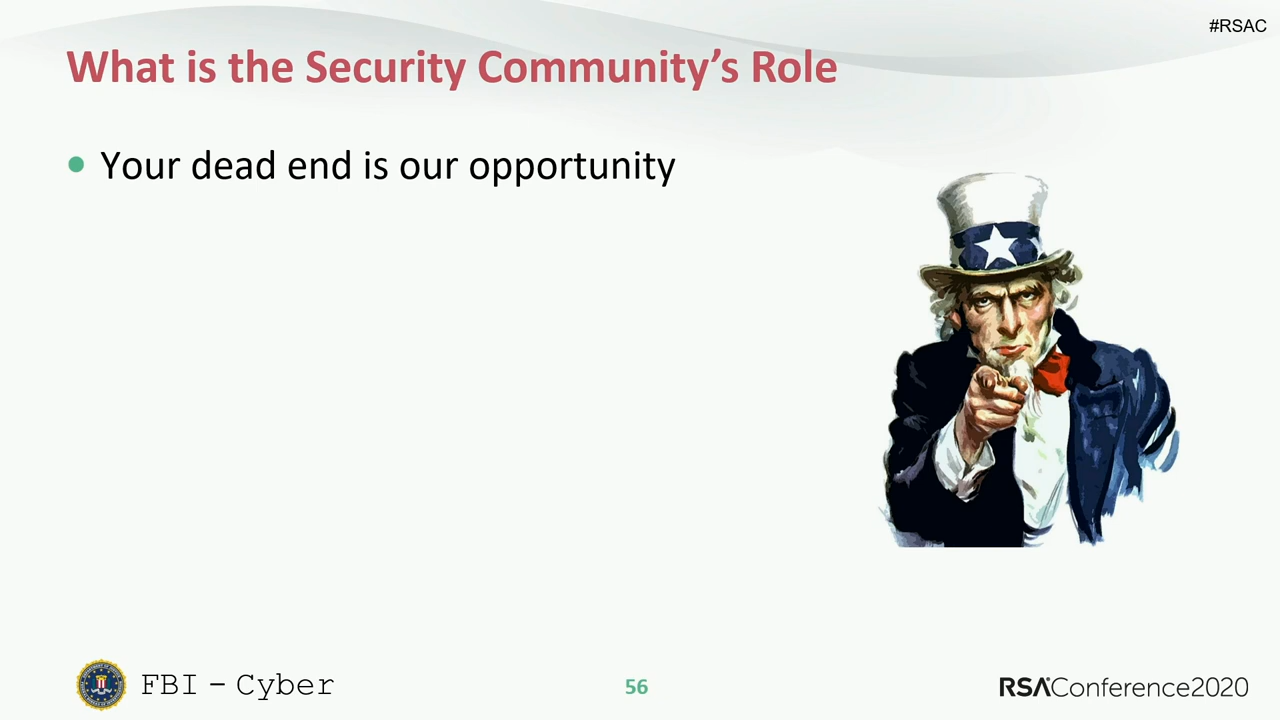 #RSAC
What is the Security Community’s Role
Your dead end is our opportunity
FBI – Cyber
56
RSAConference2020